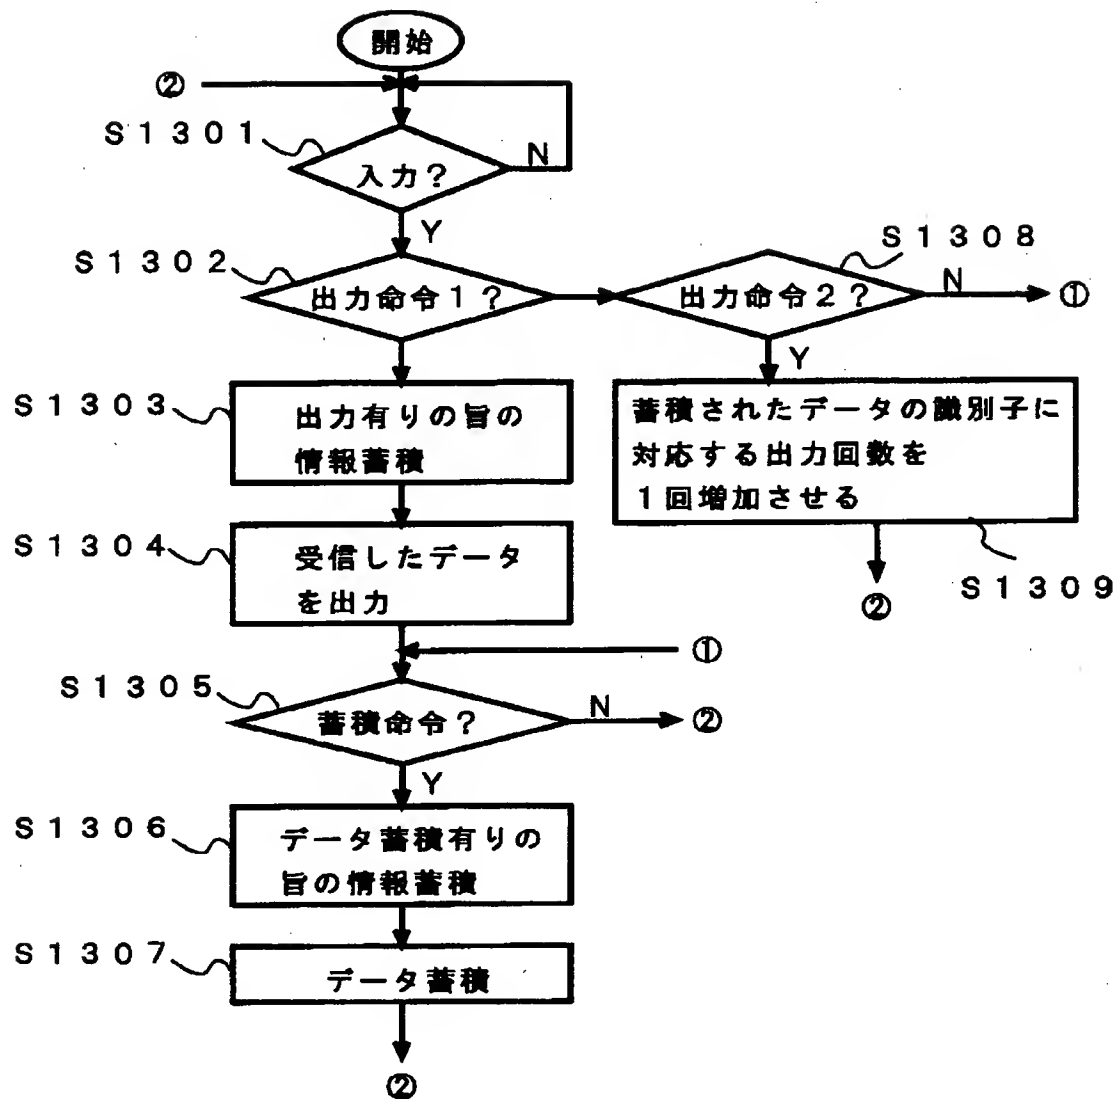 開始
②
S1301
入力？
N
Y
S1302
出力命令1？
S1308
出力命令2？
N
①
Y
S1303
出力有りの旨の
情報蓄積
蓄積されたデータの識別子に
対応する出力回数を
1回増加させる
S1304
受信したデータ
を出力
S1309
②
①
S1305
蓄積命令？
N
②
Y
S1306
データ蓄積有りの
旨の情報蓄積
S1307
データ蓄積
②